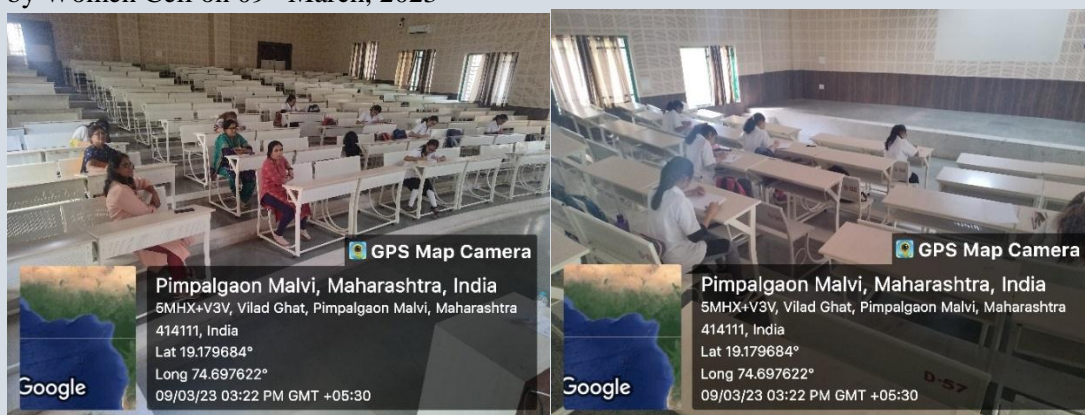 by Women Cell on 09th March, 2023
GPS Map Camera
Pimpalgaon Malvi, Maharashtra, India
5MHX+V3V, Vilad Ghat, Pimpalgaon Malvi, Maharashtra
414111, India
Lat 19.179684°
Long 74.697622°
09/03/23 03:22 PM GMT +05:30
Google
GPS Map Camera
Pimpalgaon Malvi, Maharashtra, India
5MHX+V3V, Vilad Ghat, Pimpalgaon Malvi, Maharashtra
414111, India
Lat 19.179684°
Long 74.697622°
09/03/23 03:22 PM GMT +05:30
Google
D-57